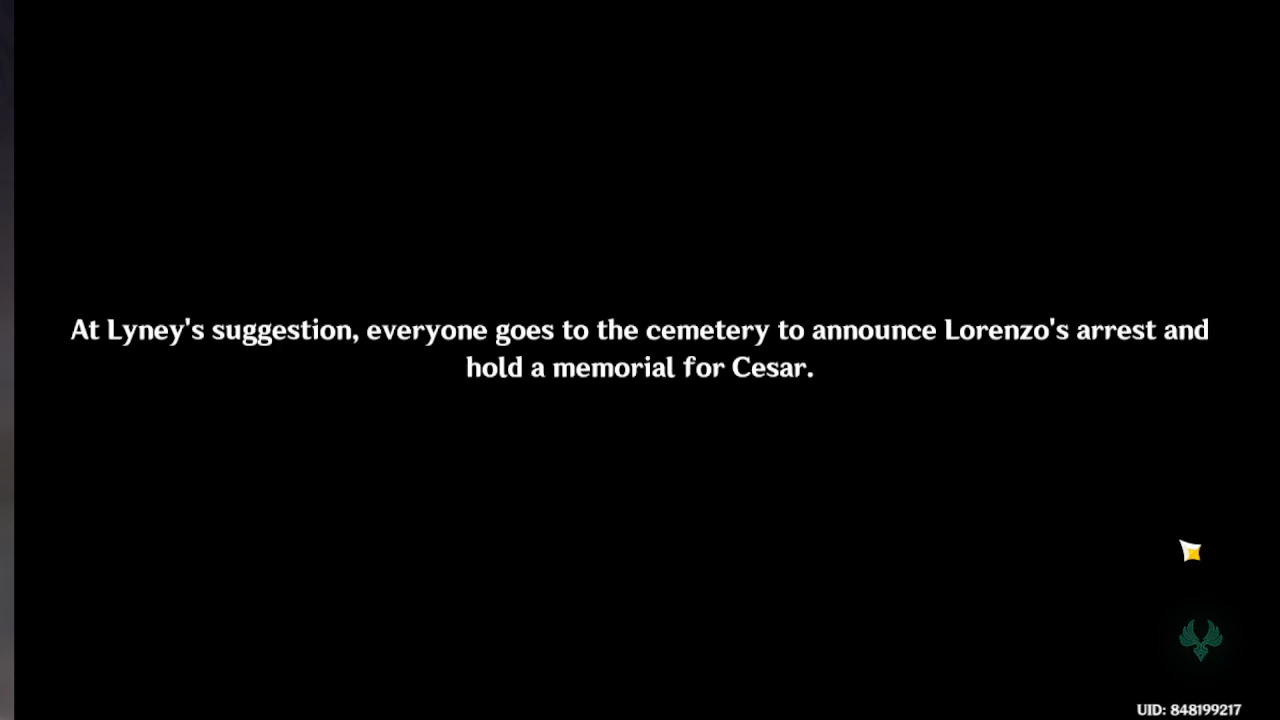 At Lyney's suggestion, everyone goes to the cemetery to announce Lorenzo's arrest and
hold a memorial for Cesar.
UID: 848199217